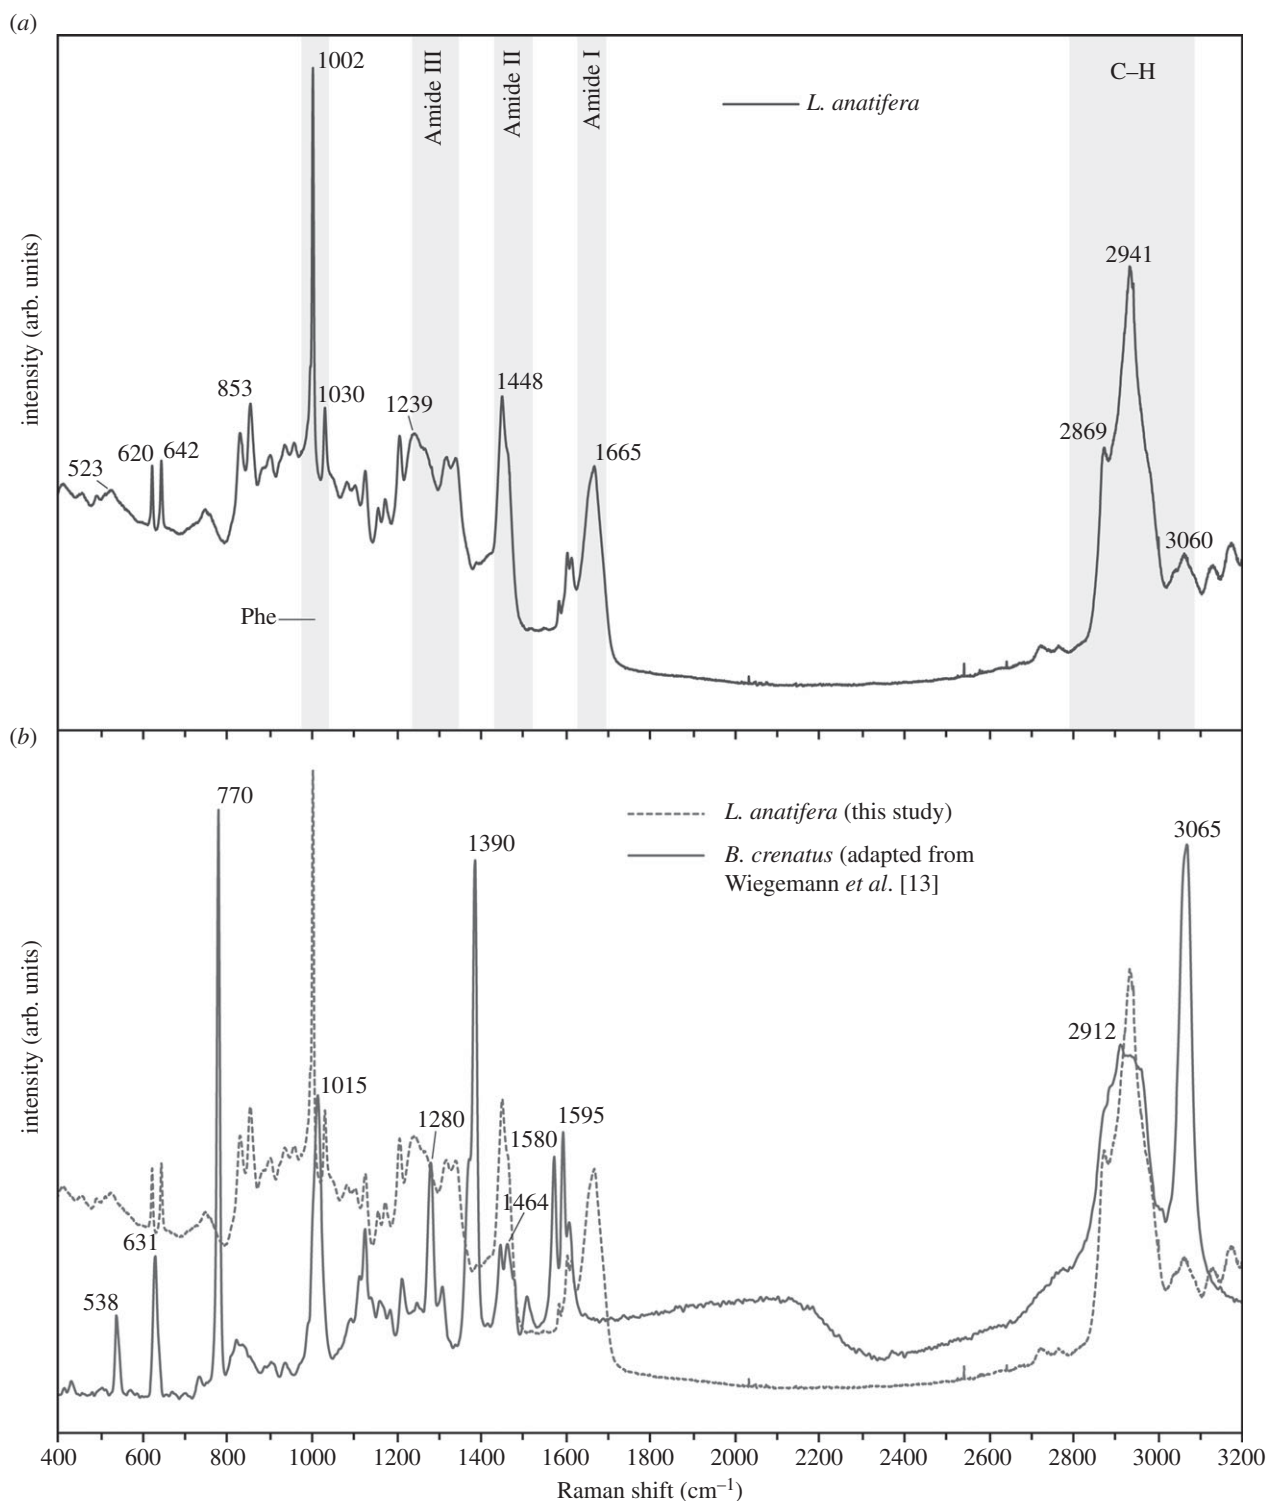 (a)
1002
Amide III
Amide II
Amide I
C–H
L. anatifera
2941
853
1030
1239
1448
2869
523
620
642
1665
3060
Phe
intensity (arb. units)
(b)
770
L. anatifera (this study)
1390
B. crenatus (adapted from
Wiegemann et al. [13]
3065
2912
1015
1280
1580
1595
1464
631
538
intensity (arb. units)
400 600 800 1000 1200 1400 1600 1800 2000 2200 2400 2600 2800 3000 3200
Raman shift (cm⁻¹)